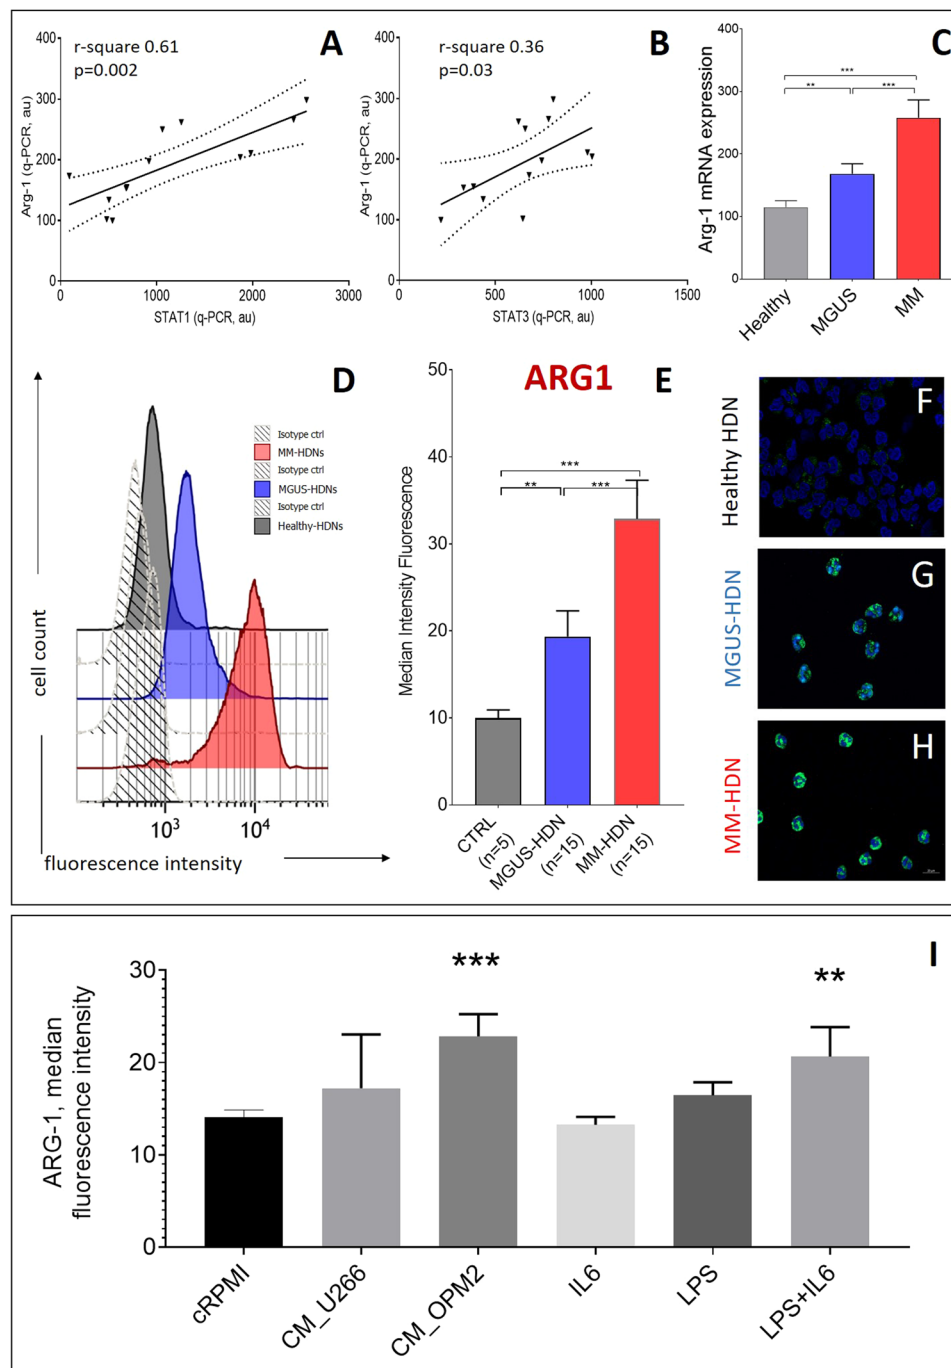 A
r-square 0.61
p=0.002
Arg-1 (q-PCR, au)
400
300
200
100
0
0
1000
2000
3000
STAT1 (q-PCR, au)
B
r-square 0.36
p=0.03
Arg-1 (q-PCR, au)
400
300
200
100
0
0
500
1000
1500
STAT3 (q-PCR, au)
C
Arg-1 mRNA expression
400
300
200
100
0
***
**
***
Healthy
MGUS
MM
D
cell count
Isotype ctrl
MM-HDNs
Isotype ctrl
MGUS-HDNs
Isotype ctrl
Healthy-HDNs
10³
10⁴
fluorescence intensity
ARG1
E
Median Intensity Fluorescence
50
40
30
20
10
0
***
**
***
CTRL
(n=5)
MGUS-HDN
(n=15)
MM-HDN
(n=15)
Healthy HDN
F
MGUS-HDN
G
MM-HDN
H
I
ARG-1, median
fluorescence intensity
30
20
10
0
***
**
cRPMI
CM_U266
CM_OPM2
IL6
LPS
LPS+IL6